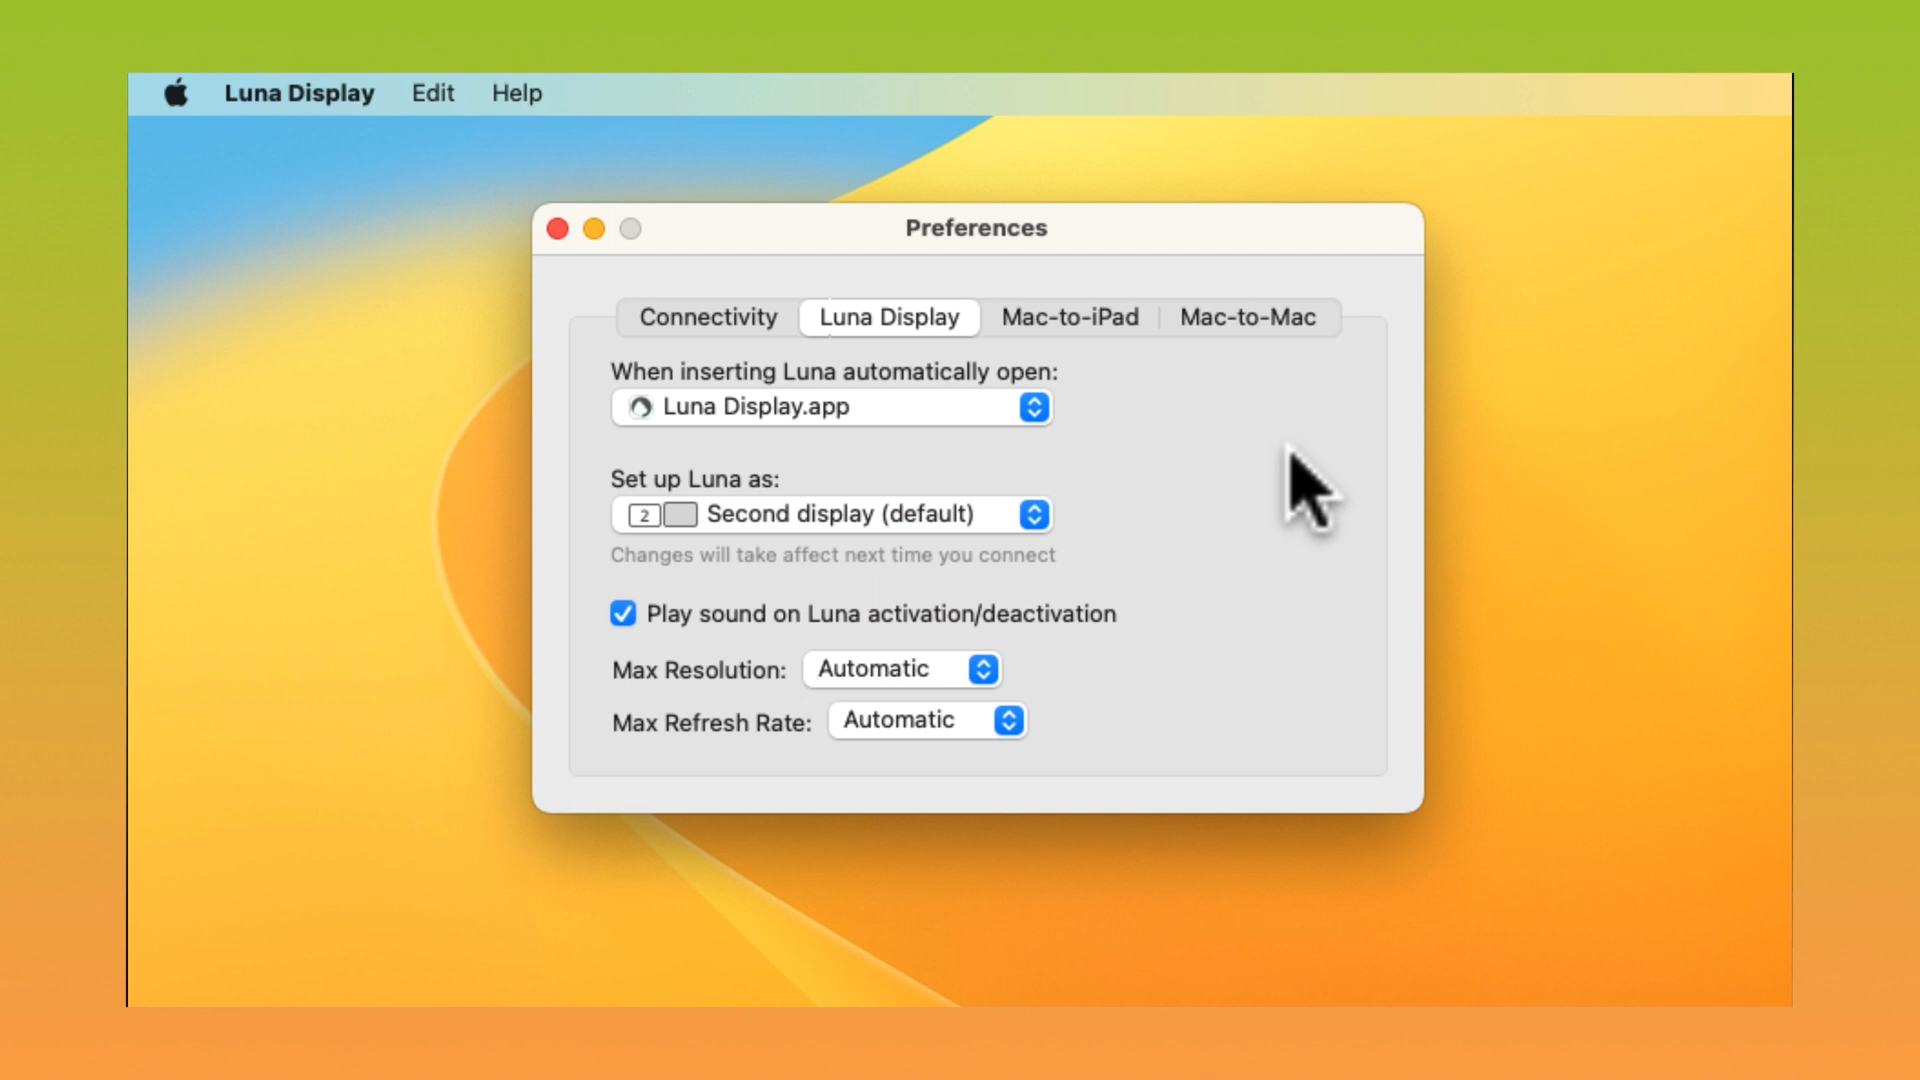 Luna Display Edit Help
Preferences
Connectivity Luna Display Mac-to-iPad Mac-to-Mac
When inserting Luna automatically open:
Luna Display.app
Set up Luna as:
2 Second display (default)
Changes will take affect next time you connect
Play sound on Luna activation/deactivation
Max Resolution: Automatic
Max Refresh Rate: Automatic